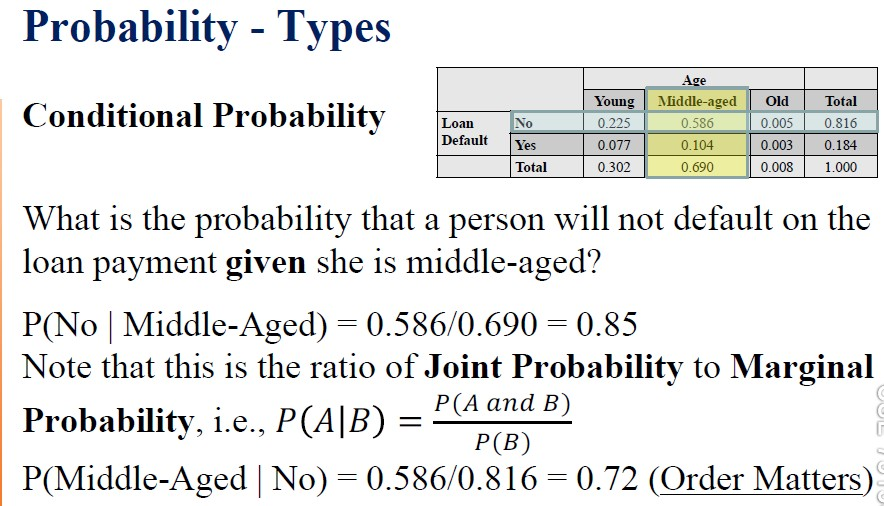 Probability - Types
Conditional Probability
Age
Young Middle-aged Old Total
Loan Default No 0.225 0.586 0.005 0.816
Yes 0.077 0.104 0.003 0.184
Total 0.302 0.690 0.008 1.000
What is the probability that a person will not default on the
loan payment given she is middle-aged?
P(No | Middle-Aged) = 0.586/0.690 = 0.85
Note that this is the ratio of Joint Probability to Marginal
Probability, i.e., P(A|B) = P(A and B) / P(B)
P(Middle-Aged | No) = 0.586/0.816 = 0.72 (Order Matters)